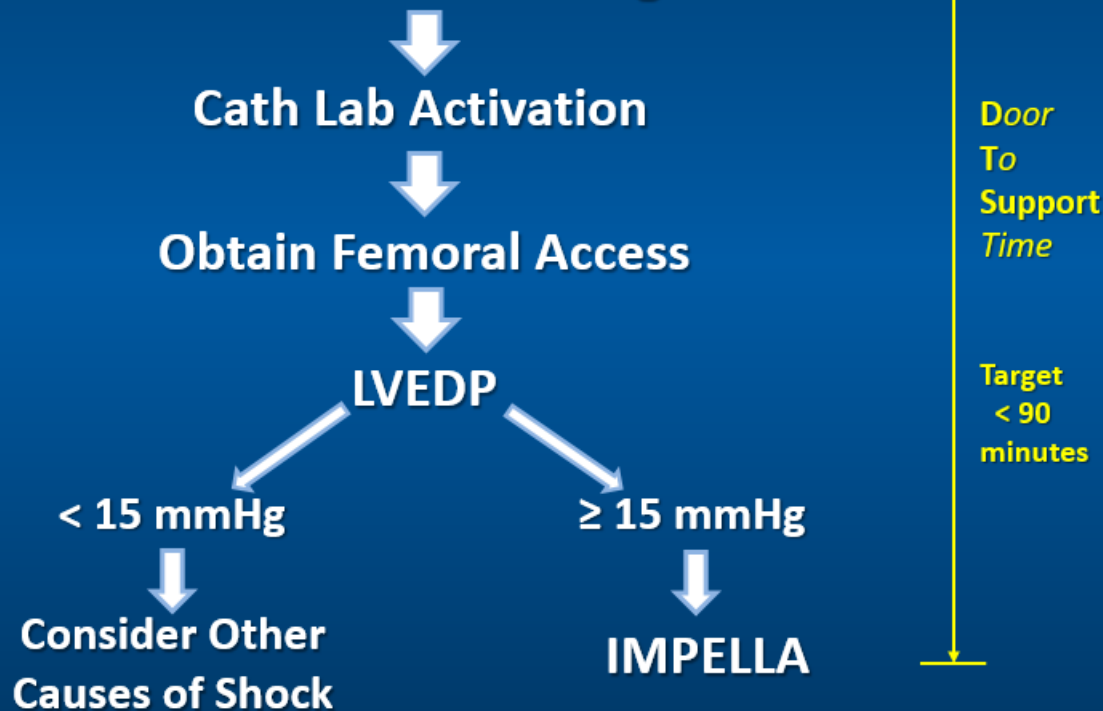 Cath Lab Activation
Obtain Femoral Access
LVEDP
< 15 mmHg
≥ 15 mmHg
Consider Other
Causes of Shock
IMPELLA
Door
To
Support
Time
Target
< 90
minutes